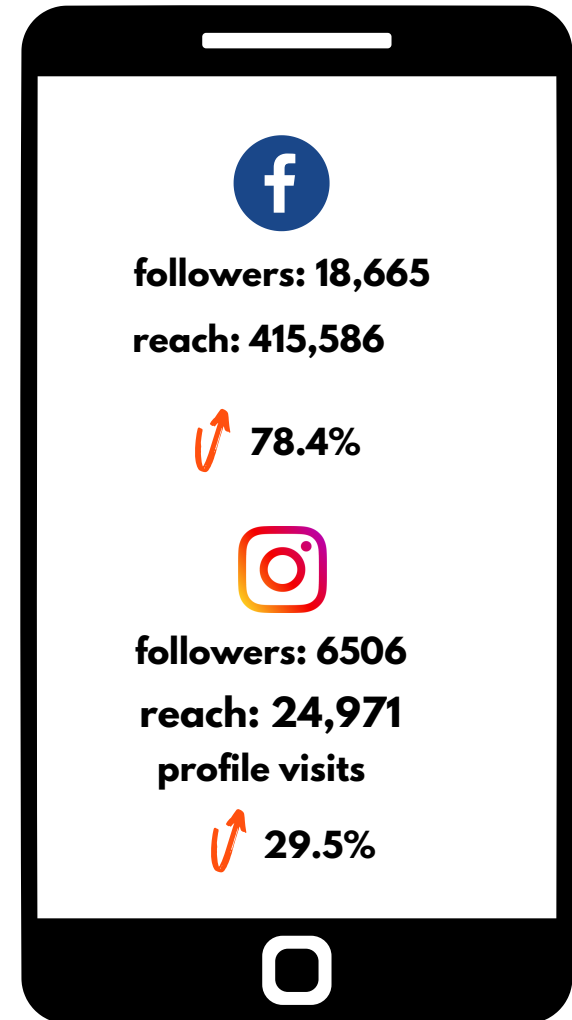 f
followers: 18,665
reach: 415,586
78.4%
followers: 6506
reach: 24,971
profile visits
29.5%